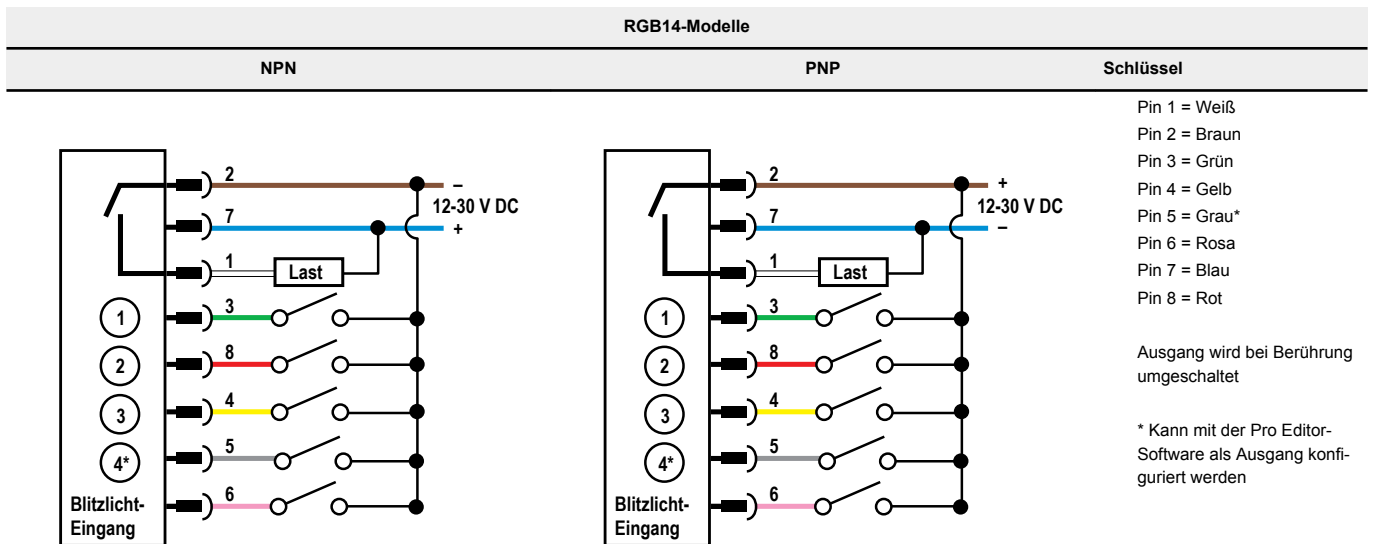 RGB14-Modelle
NPN
PNP
Schlüssel
2
–
12-30 V DC
7
+
1
Last
1
3
2
8
3
4
4*
5
Blitzlicht-
Eingang
6
2
+
12-30 V DC
7
–
1
Last
1
3
2
8
3
4
4*
5
Blitzlicht-
Eingang
6
Pin 1 = Weiß
Pin 2 = Braun
Pin 3 = Grün
Pin 4 = Gelb
Pin 5 = Grau*
Pin 6 = Rosa
Pin 7 = Blau
Pin 8 = Rot
Ausgang wird bei Berührung
umgeschaltet
* Kann mit der Pro Editor-
Software als Ausgang konfi-
guriert werden